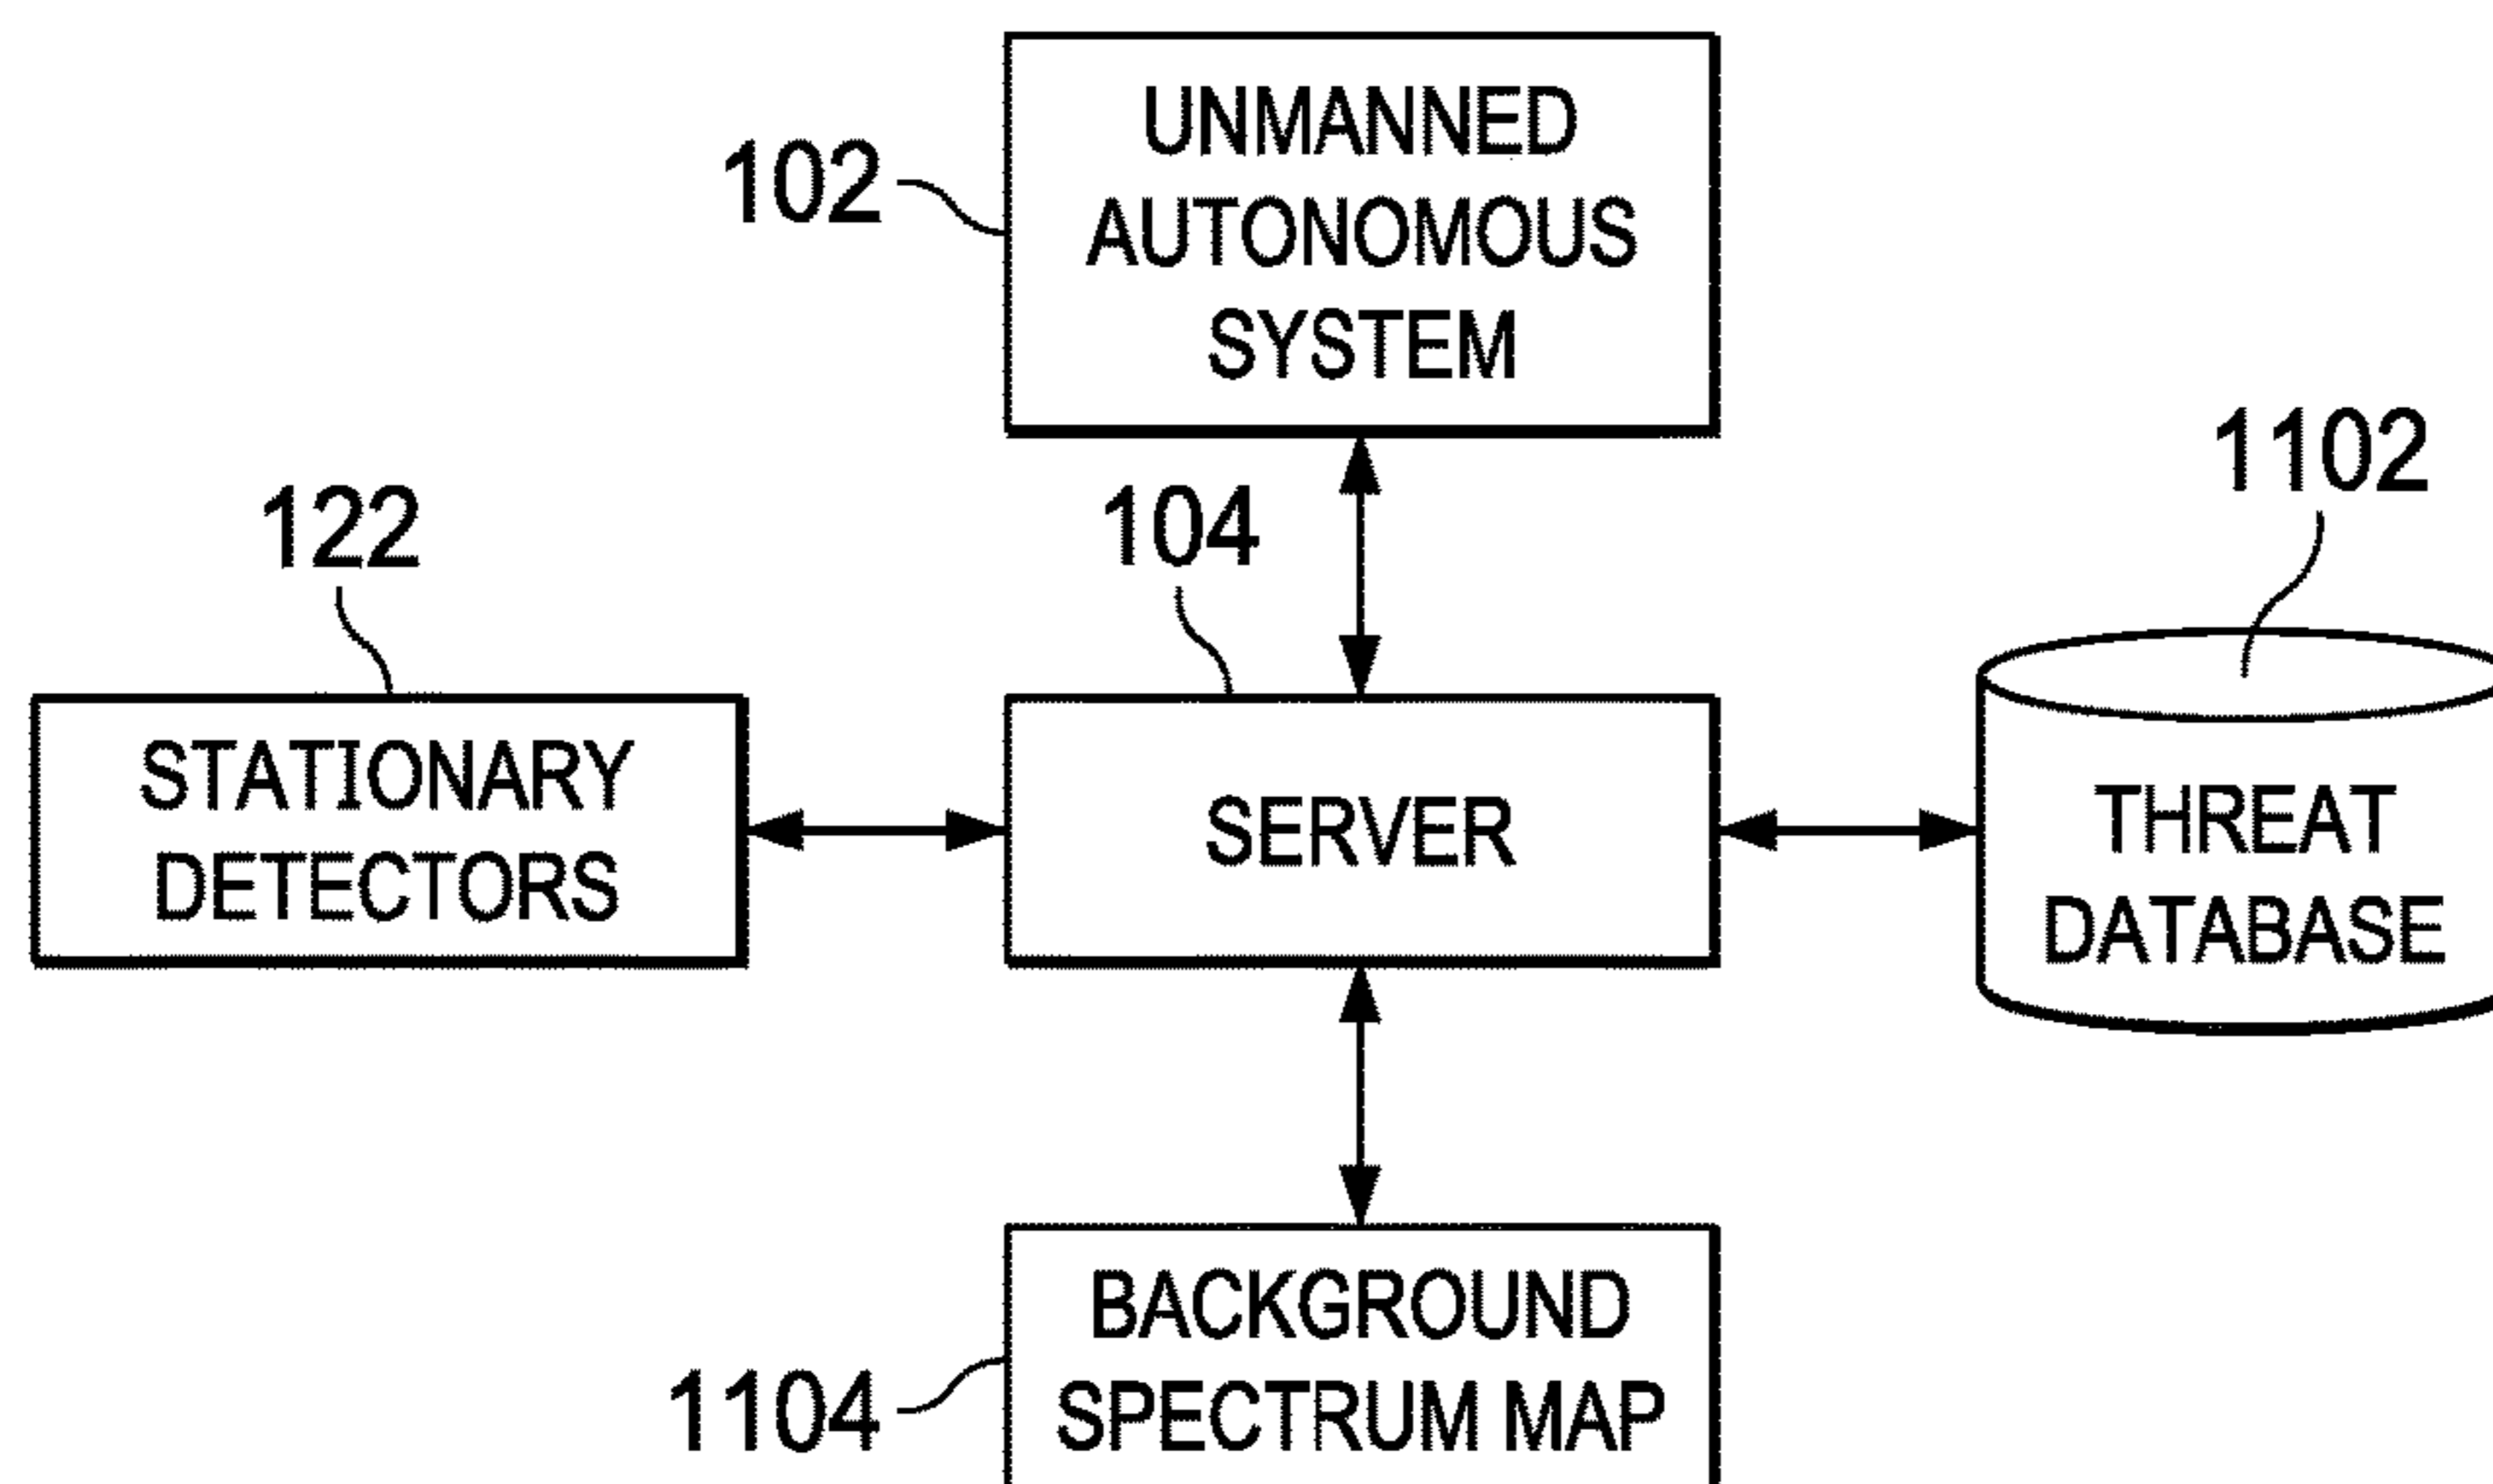 102
UNMANNED
AUTONOMOUS
SYSTEM
122
104
1102
STATIONARY
DETECTORS
SERVER
THREAT
DATABASE
1104
BACKGROUND
SPECTRUM MAP